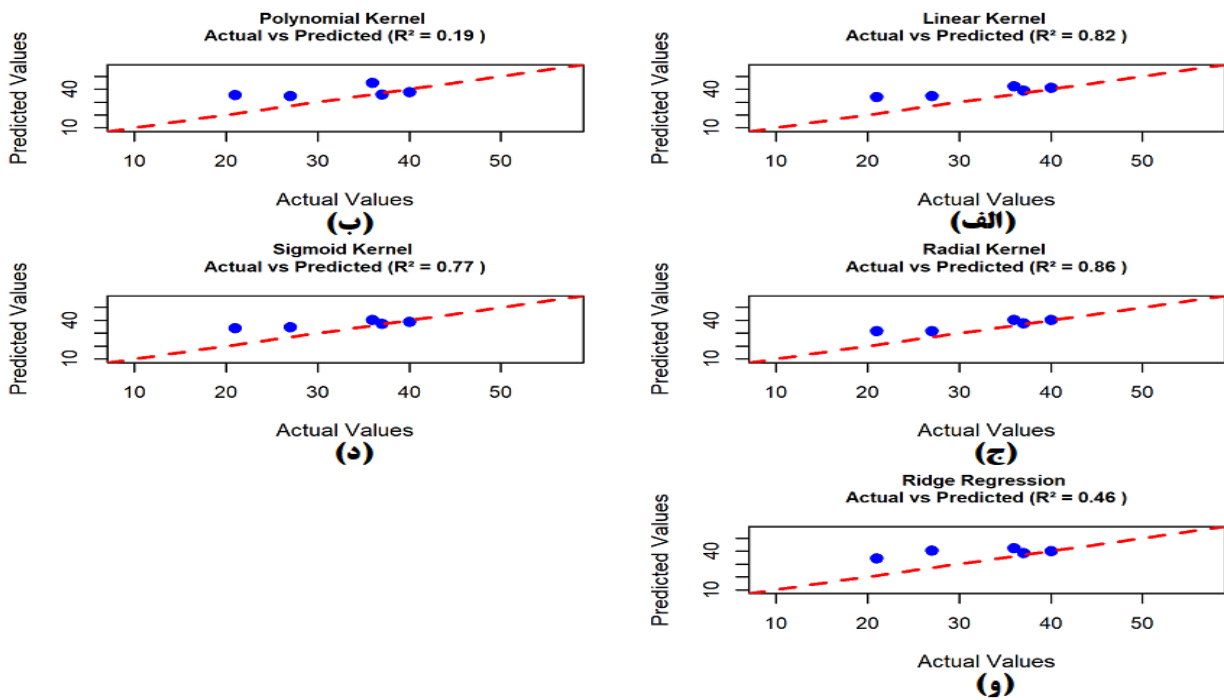 Polynomial Kernel
Actual vs Predicted (R² = 0.19 )
Predicted Values
40
10
10 20 30 40 50
Actual Values
(ب)
Linear Kernel
Actual vs Predicted (R² = 0.82 )
Predicted Values
40
10
10 20 30 40 50
Actual Values
(الف)
Sigmoid Kernel
Actual vs Predicted (R² = 0.77 )
Predicted Values
40
10
10 20 30 40 50
Actual Values
(د)
Radial Kernel
Actual vs Predicted (R² = 0.86 )
Predicted Values
40
10
10 20 30 40 50
Actual Values
(ج)
Ridge Regression
Actual vs Predicted (R² = 0.46 )
Predicted Values
40
10
10 20 30 40 50
Actual Values
(و)